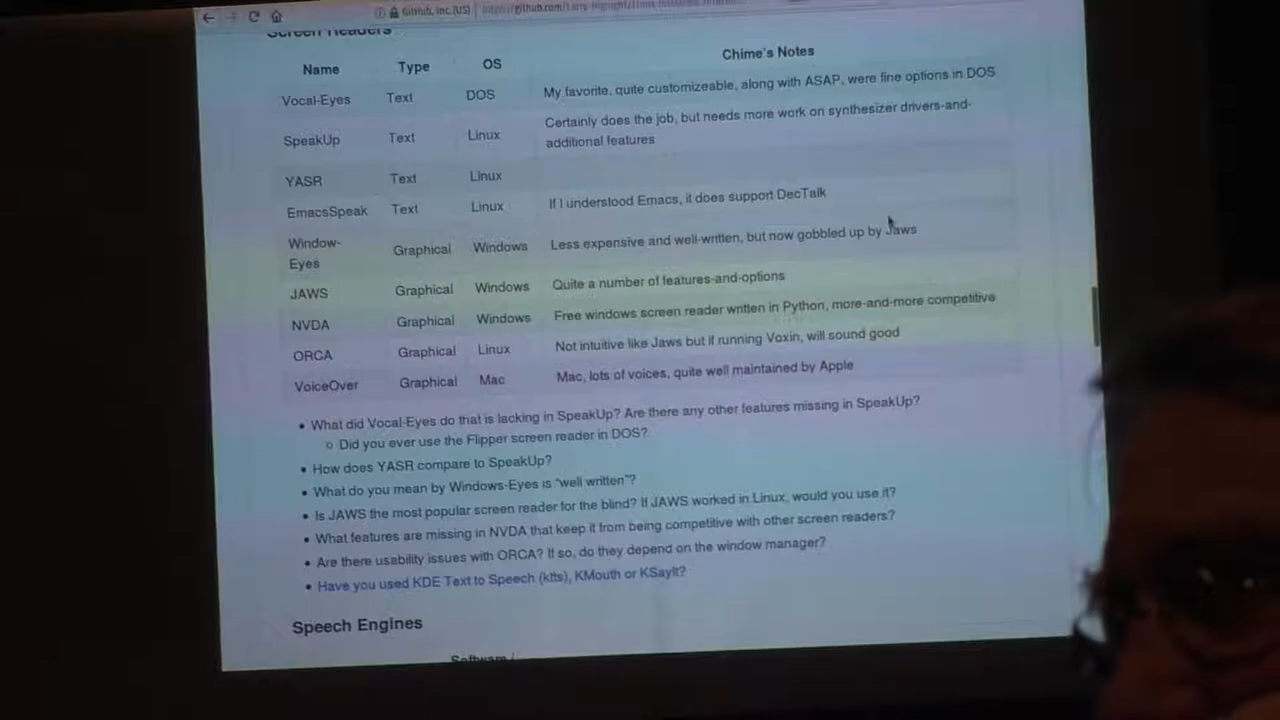 GitHub, Inc. (US)
Screen Readers
Name Type OS Chime's Notes
Vocal-Eyes Text DOS My favorite, quite customizeable, along with ASAP, were fine options in DOS
SpeakUp Text Linux Certainly does the job, but needs more work on synthesizer drivers-and-
additional features
YASR Text Linux
EmacsSpeak Text Linux If I understood Emacs, it does support DecTalk
Window-
Eyes Graphical Windows Less expensive and well-written, but now gobbled up by Jaws
JAWS Graphical Windows Quite a number of features-and-options
NVDA Graphical Windows Free windows screen reader written in Python, more-and-more competitive
ORCA Graphical Linux Not intuitive like Jaws but if running Voxin, will sound good
VoiceOver Graphical Mac Mac, lots of voices, quite well maintained by Apple
• What did Vocal-Eyes do that is lacking in SpeakUp? Are there any other features missing in SpeakUp?
o Did you ever use the Flipper screen reader in DOS?
• How does YASR compare to SpeakUp?
• What do you mean by Windows-Eyes is "well written"?
• Is JAWS the most popular screen reader for the blind? If JAWS worked in Linux, would you use it?
• What features are missing in NVDA that keep it from being competitive with other screen readers?
• Are there usability issues with ORCA? If so, do they depend on the window manager?
• Have you used KDE Text to Speech (ktts), KMouth or KSayIt?
Speech Engines
Software /